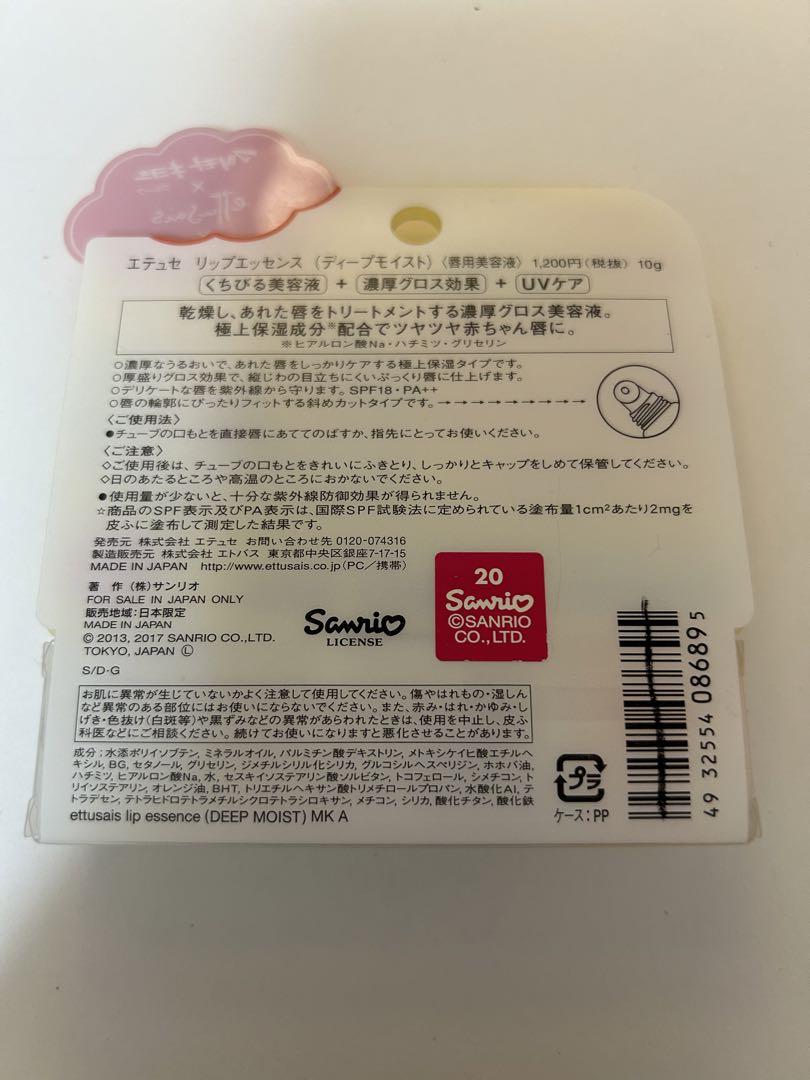 マツモトキヨシ
×
ettusais
エテュセ リップエッセンス (ディープモイスト) 〈唇用美容液〉 1,200円(税抜) 10g
くちびる美容液 + 濃厚グロス効果 + UVケア
乾燥し、あれた唇をトリートメントする濃厚グロス美容液。
極上保湿成分※配合でツヤツヤ赤ちゃん唇に。
※ヒアルロン酸Na・ハチミツ・グリセリン
○濃厚なうるおいで、あれた唇をしっかりケアする極上保湿タイプです。
○厚盛りグロス効果で、縦じわの目立ちにくいぷっくり唇に仕上げます。
○デリケートな唇を紫外線から守ります。SPF18・PA++
○唇の輪郭にぴったりフィットする斜めカットタイプです。→→→→→→→→→
〈ご使用法〉
●チューブの口もとを直接唇にあててのばすか、指先にとってお使いください。
〈ご注意〉
◇ご使用後は、チューブの口もとをきれいにふきとり、しっかりとキャップをしめて保管してください。
◇日のあたるところや高温のところにおかないでください。
●使用量が少ないと、十分な紫外線防御効果が得られません。
☆商品のSPF表示及びPA表示は、国際SPF試験法に定められている塗布量1cm²あたり2mgを
皮ふに塗布して測定した結果です。
発売元 株式会社 エテュセ お問い合わせ先 0120-074316
製造販売元 株式会社 エトバス 東京都中央区銀座7-17-15
MADE IN JAPAN http://www.ettusais.co.jp(PC/携帯)
著 作 (株)サンリオ
FOR SALE IN JAPAN ONLY
販売地域:日本限定
MADE IN JAPAN
© 2013, 2017 SANRIO CO.,LTD.
TOKYO, JAPAN Ⓛ
S/D-G
Sanrio
LICENSE
20
Sanrio
©SANRIO
CO.,LTD.
お肌に異常が生じていないかよく注意して使用してください。傷やはれもの・湿しん
など異常のある部位にはお使いにならないでください。また、赤み・はれ・かゆみ・し
げき・色抜け(白斑等)や黒ずみなどの異常があらわれたときは、使用を中止し、皮ふ
科医などにご相談ください。続けてお使いになりますと悪化させることがあります。
成分:水添ポリイソブテン, ミネラルオイル, パルミチン酸デキストリン, メトキシケイヒ酸エチルヘ
キシル, BG, セタノール, グリセリン, ジメチルシリル化シリカ, グルコシルヘスペリジン, ホホバ油,
ハチミツ, ヒアルロン酸Na, 水, セスキイソステアリン酸ソルビタン, トコフェロール, シメチコン, ト
リイソステアリン, オレンジ油, BHT, トリエチルヘキサン酸トリメチロールプロパン, 水酸化Al, テ
トラデセン, テトラヒドロテトラメチルシクロテトラシロキサン, メチコン, シリカ, 酸化チタン, 酸化鉄
ettusais lip essence (DEEP MOIST) MK A
プラ
ケース:PP
4932554086895